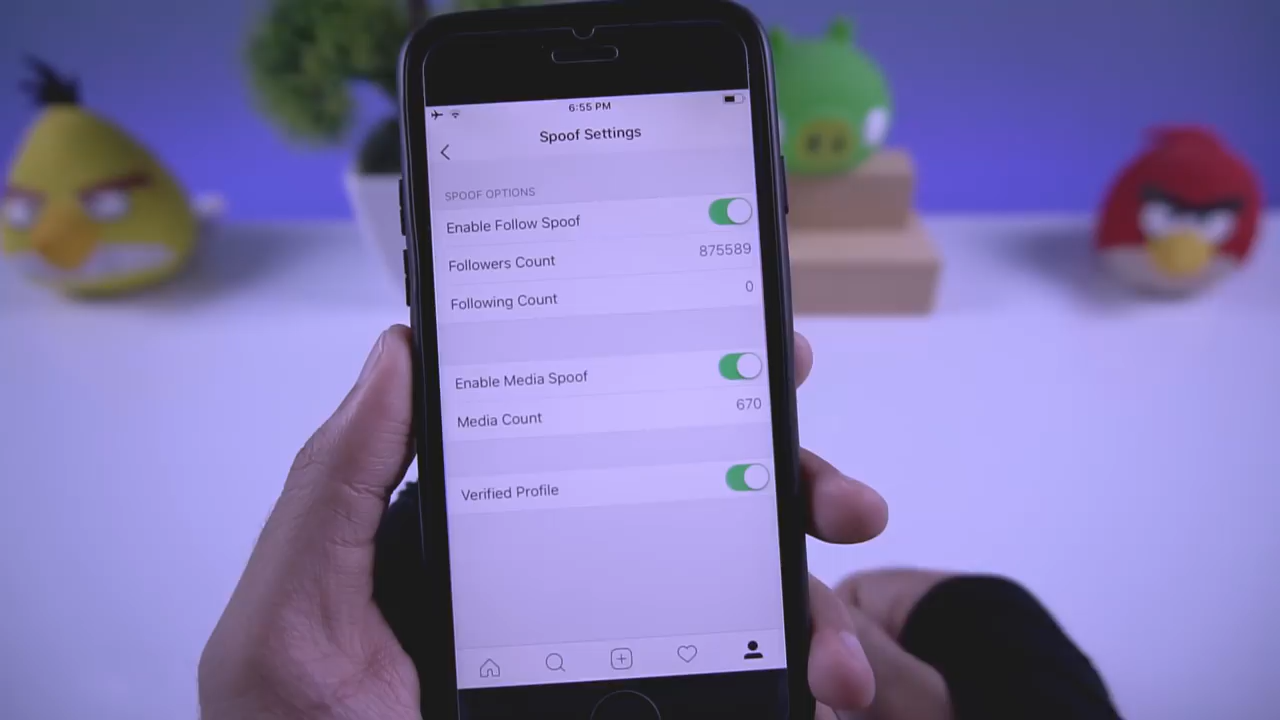 6:55 PM
Spoof Settings
SPOOF OPTIONS
Enable Follow Spoof
Followers Count 875589
Following Count 0
Enable Media Spoof
Media Count 670
Verified Profile